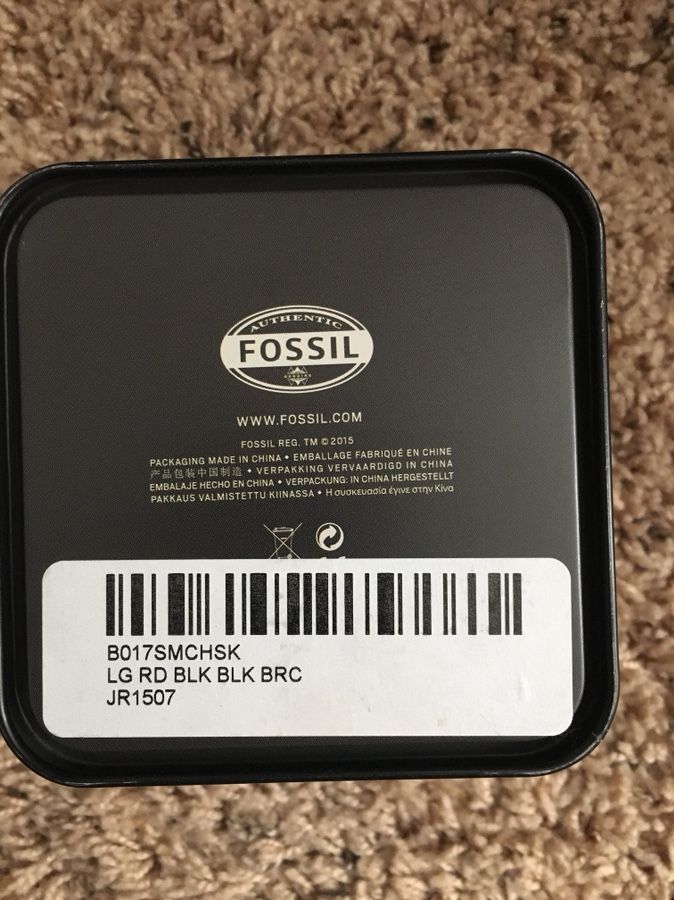 AUTHENTIC
FOSSIL
GENUINE
WWW.FOSSIL.COM
FOSSIL REG. TM © 2015
PACKAGING MADE IN CHINA ♦ EMBALLAGE FABRIQUÉ EN CHINE
产品包装中国制造 ♦ VERPAKKING VERVAARDIGD IN CHINA
EMBALAJE HECHO EN CHINA ♦ VERPACKUNG: IN CHINA HERGESTELLT
PAKKAUS VALMISTETTU KIINASSA ♦ Η συσκευασία έγινε στην Κίνα
B017SMCHSK
LG RD BLK BLK BRC
JR1507